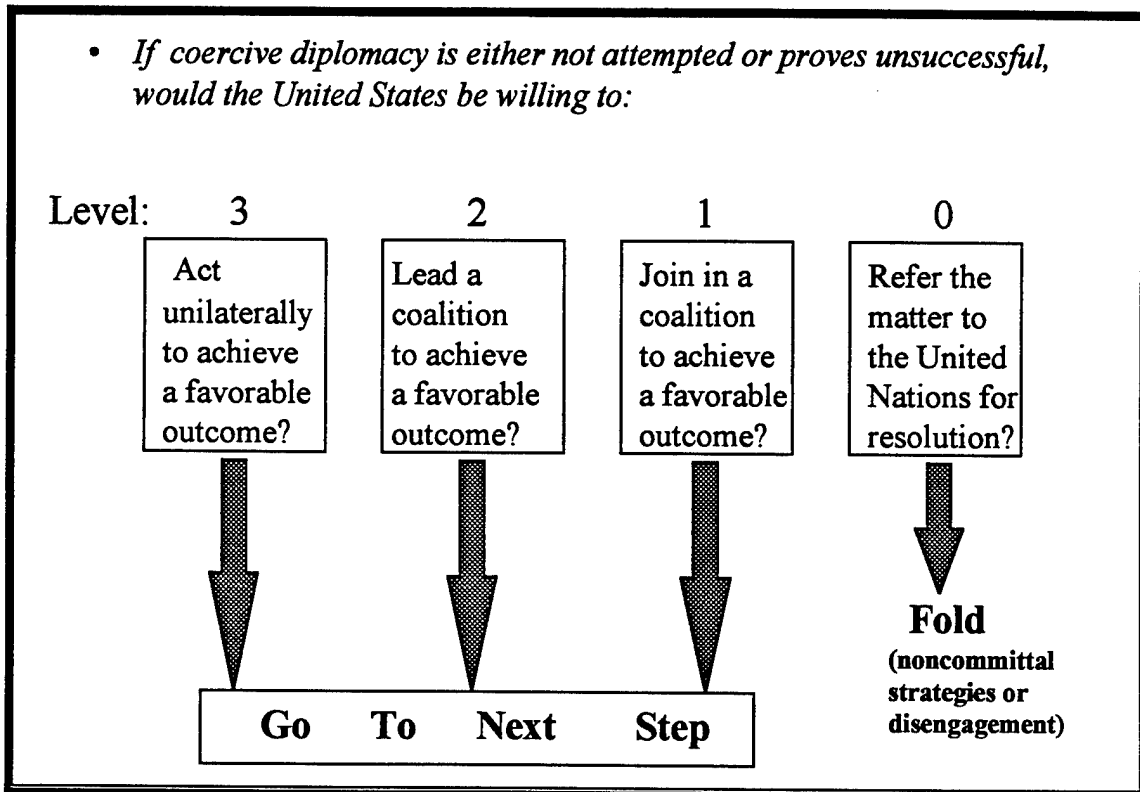 • If coercive diplomacy is either not attempted or proves unsuccessful,
would the United States be willing to:
Level: 3 2 1 0
Act
unilaterally
to achieve
a favorable
outcome?
Lead a
coalition
to achieve
a favorable
outcome?
Join in a
coalition
to achieve
a favorable
outcome?
Refer the
matter to
the United
Nations for
resolution?
Fold
(noncommittal
strategies or
disengagement)
Go To Next Step